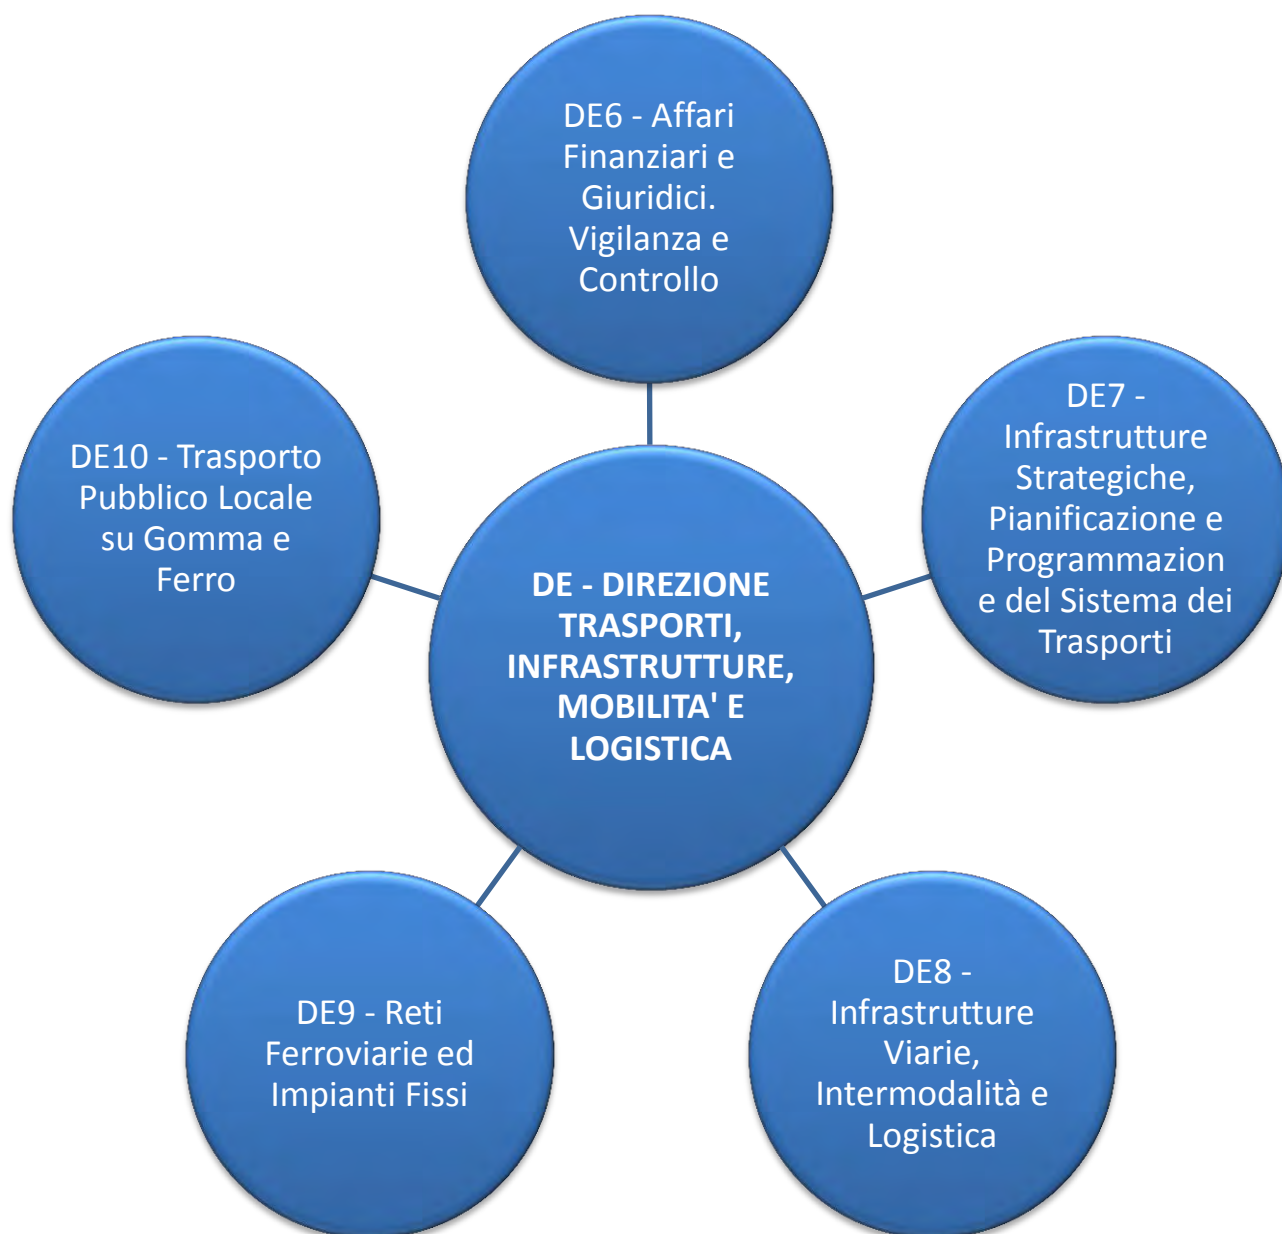 DE6 - Affari
Finanziari e
Giuridici.
Vigilanza e
Controllo
DE7 -
Infrastrutture
Strategiche,
Pianificazione e
Programmazion
e del Sistema dei
Trasporti
DE10 - Trasporto
Pubblico Locale
su Gomma e
Ferro
DE - DIREZIONE
TRASPORTI,
INFRASTRUTTURE,
MOBILITA' E
LOGISTICA
DE9 - Reti
Ferroviarie ed
Impianti Fissi
DE8 -
Infrastrutture
Viarie,
Intermodalità e
Logistica